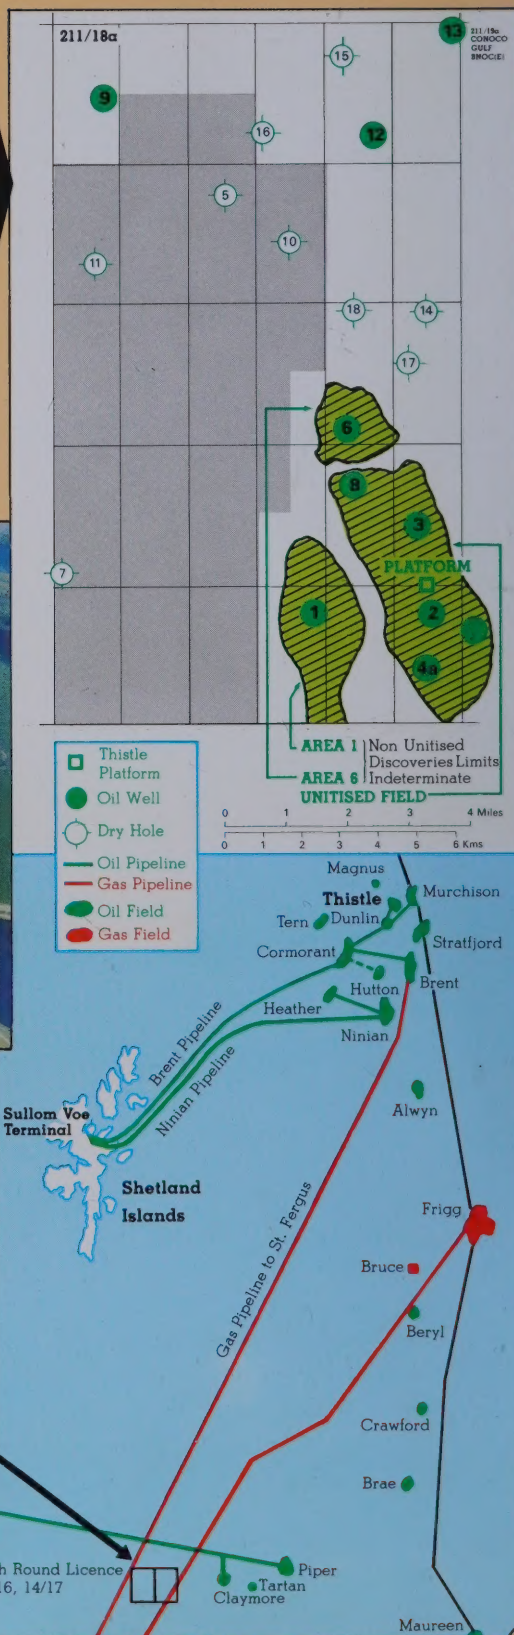 211/18a
13
211/19a
CONOCO
GULF
BNOC(E)
15
9
16
12
5
10
11
18
14
17
6
8
3
7
PLATFORM
1
2
4a
AREA 1
Non Unitised
Discoveries Limits
AREA 6
Indeterminate
UNITISED FIELD
Thistle
Platform
Oil Well
Dry Hole
Oil Pipeline
Gas Pipeline
Oil Field
Gas Field
0 1 2 3 4 Miles
0 1 2 3 4 5 6 Kms
Magnus
Murchison
Thistle
Tern
Dunlin
Stratfjord
Cormorant
Brent
Hutton
Heather
Ninian
Brent Pipeline
Ninian Pipeline
Alwyn
Sullom Voe
Terminal
Shetland
Islands
Frigg
Gas Pipeline to St. Fergus
Bruce
Beryl
Crawford
Brae
h Round Licence
16, 14/17
Piper
Tartan
Claymore
Maureen